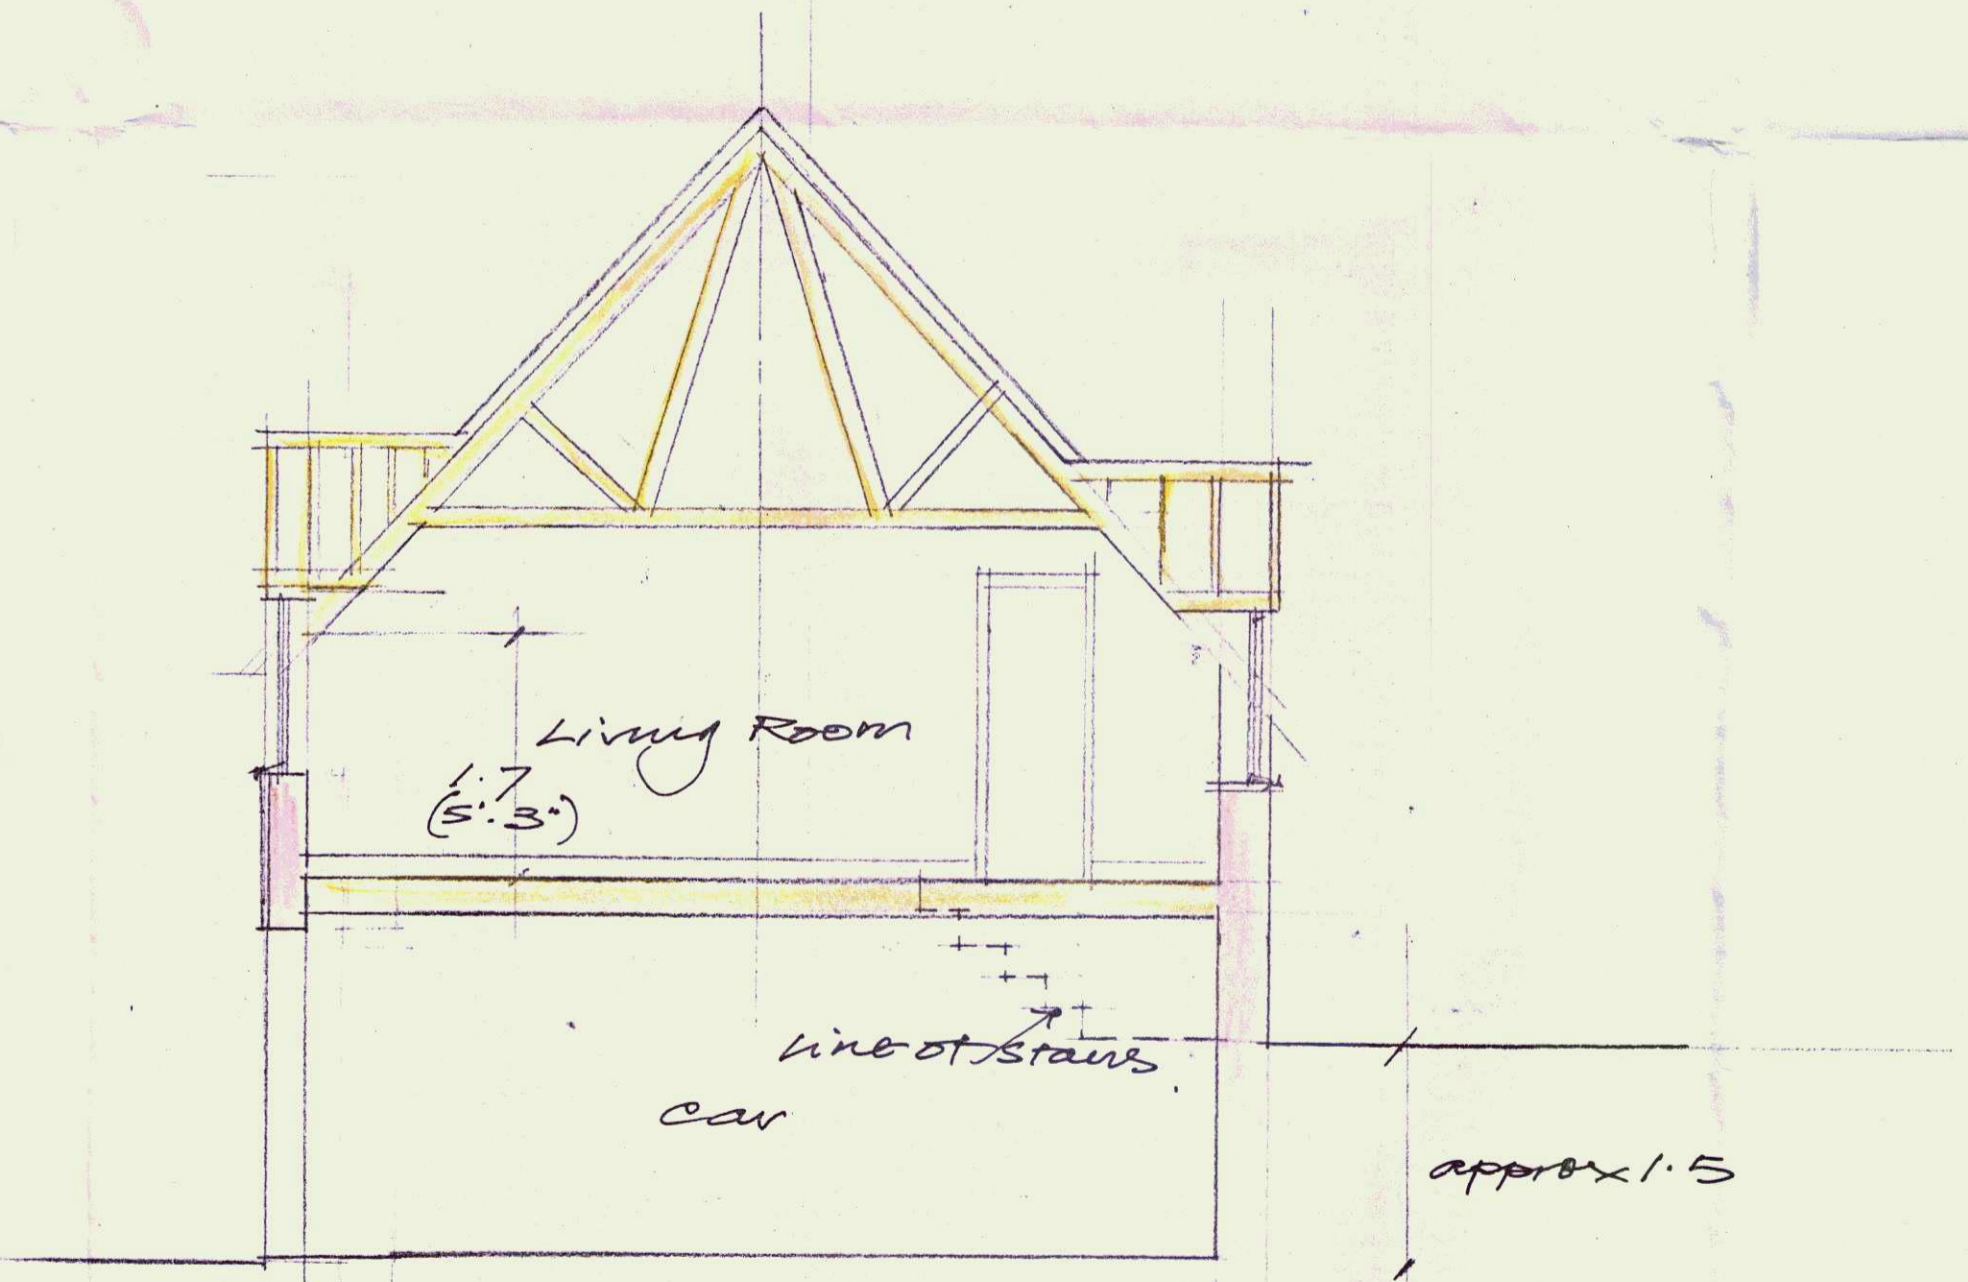 Living Room
1.7
(5'.3")
Line of Stairs
car
approx 1.5